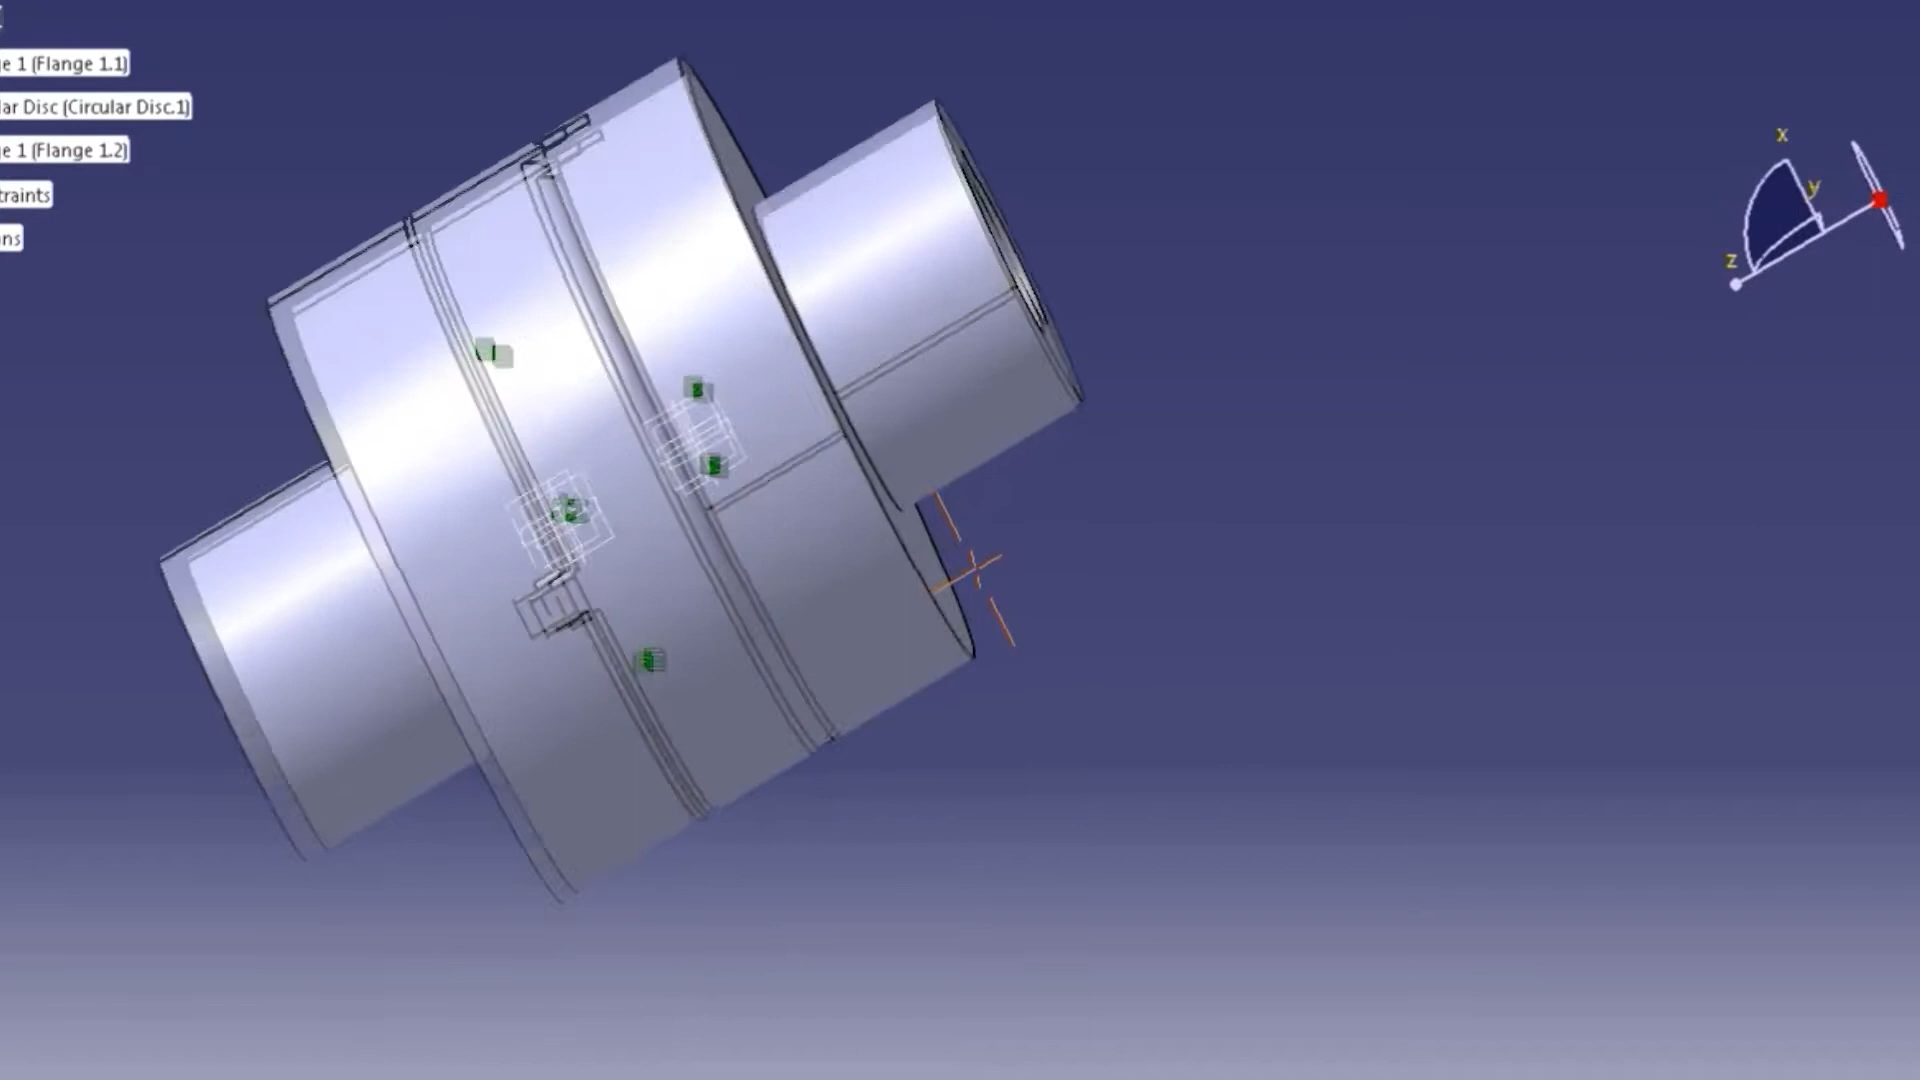 e 1 (Flange 1.1)
lar Disc (Circular Disc.1)
e 1 (Flange 1.2)
traints
ns
x
y
z